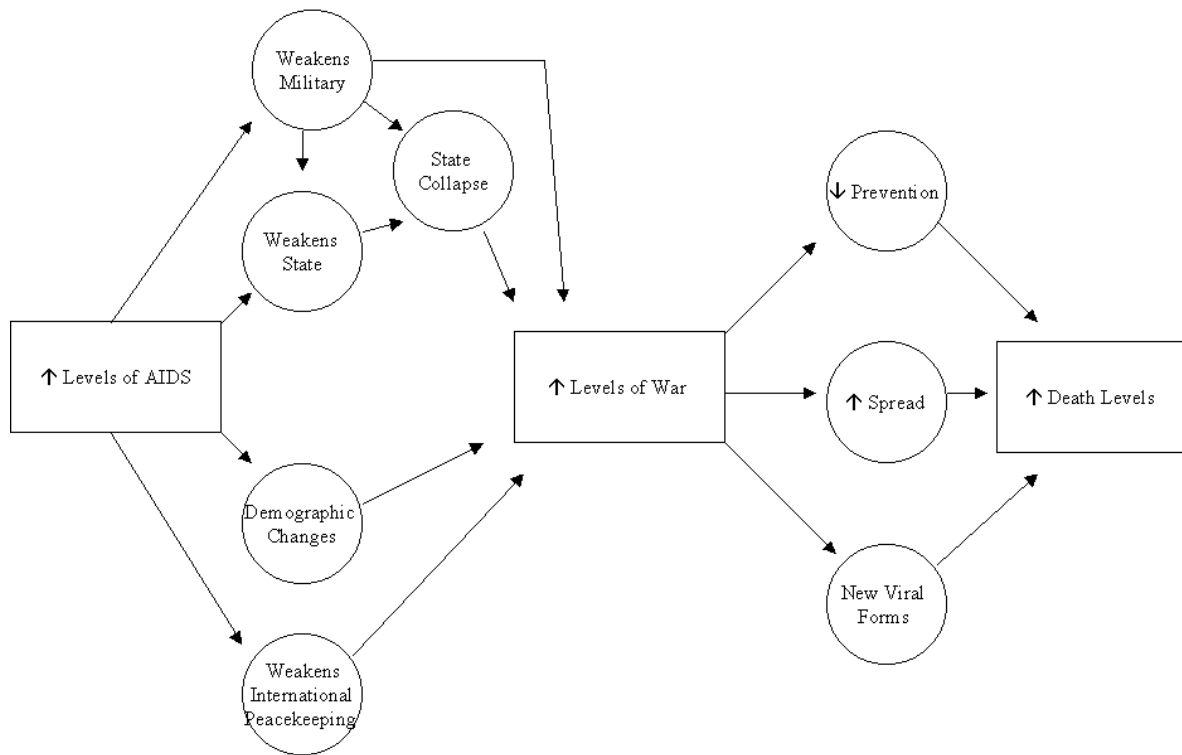 Weakens
Military
State
Collapse
↓ Prevention
Weakens
State
↑ Levels of AIDS
↑ Levels of War
↑ Spread
↑ Death Levels
Demographic
Changes
New Viral
Forms
Weakens
International
Peacekeeping